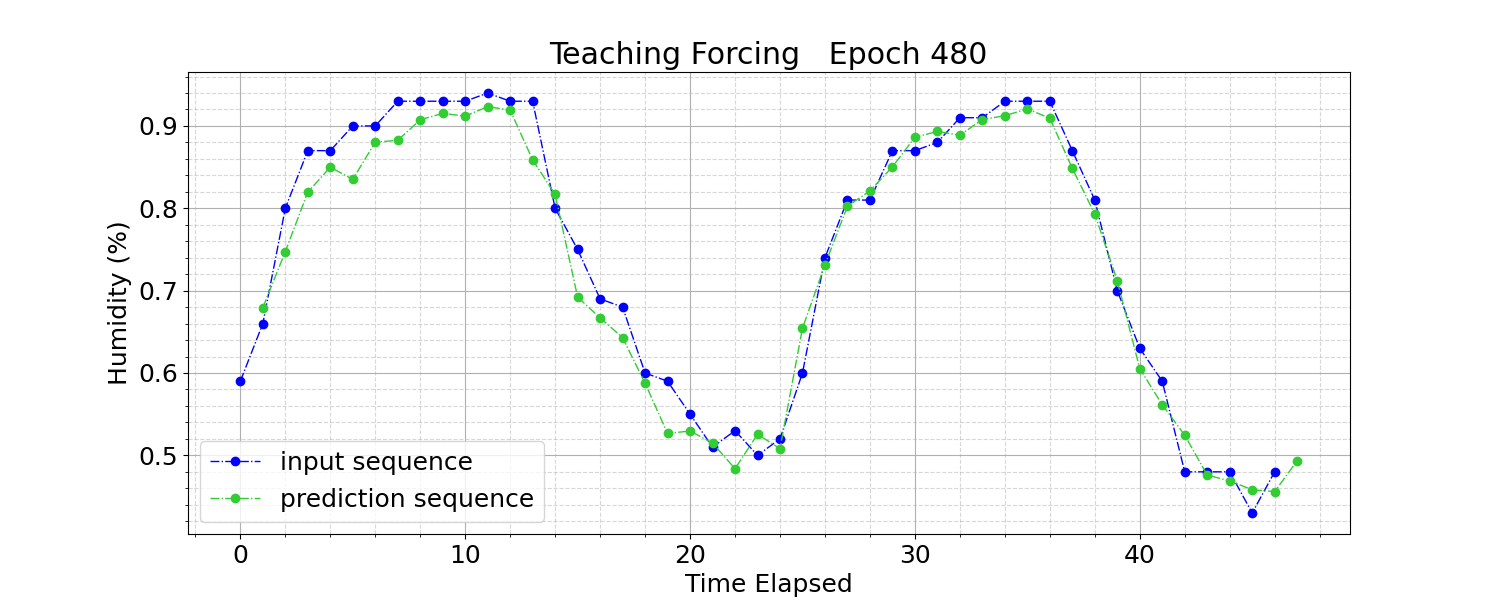 Teaching Forcing   Epoch 480
Humidity (%)
0.9
0.8
0.7
0.6
0.5
input sequence
prediction sequence
0 10 20 30 40
Time Elapsed